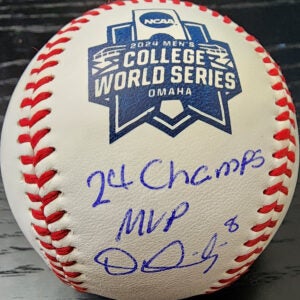 NCAA
2024 MEN'S
COLLEGE
WORLD SERIES
OMAHA
24 Champs
MVP
8